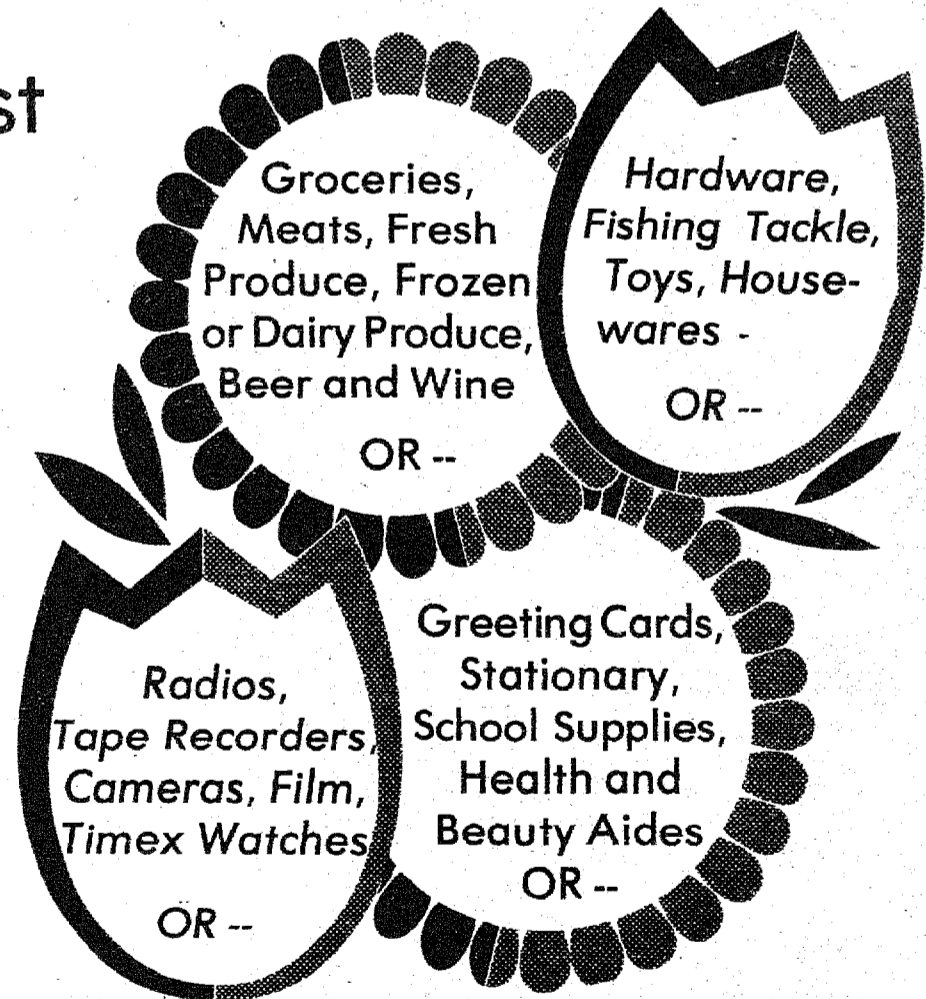 st
Groceries,
Meats, Fresh
Produce, Frozen
or Dairy Produce,
Beer and Wine
OR --
Hardware,
Fishing Tackle,
Toys, House-
wares -
OR --
Radios,
Tape Recorders,
Cameras, Film,
Timex Watches
OR --
Greeting Cards,
Stationary,
School Supplies,
Health and
Beauty Aides
OR --